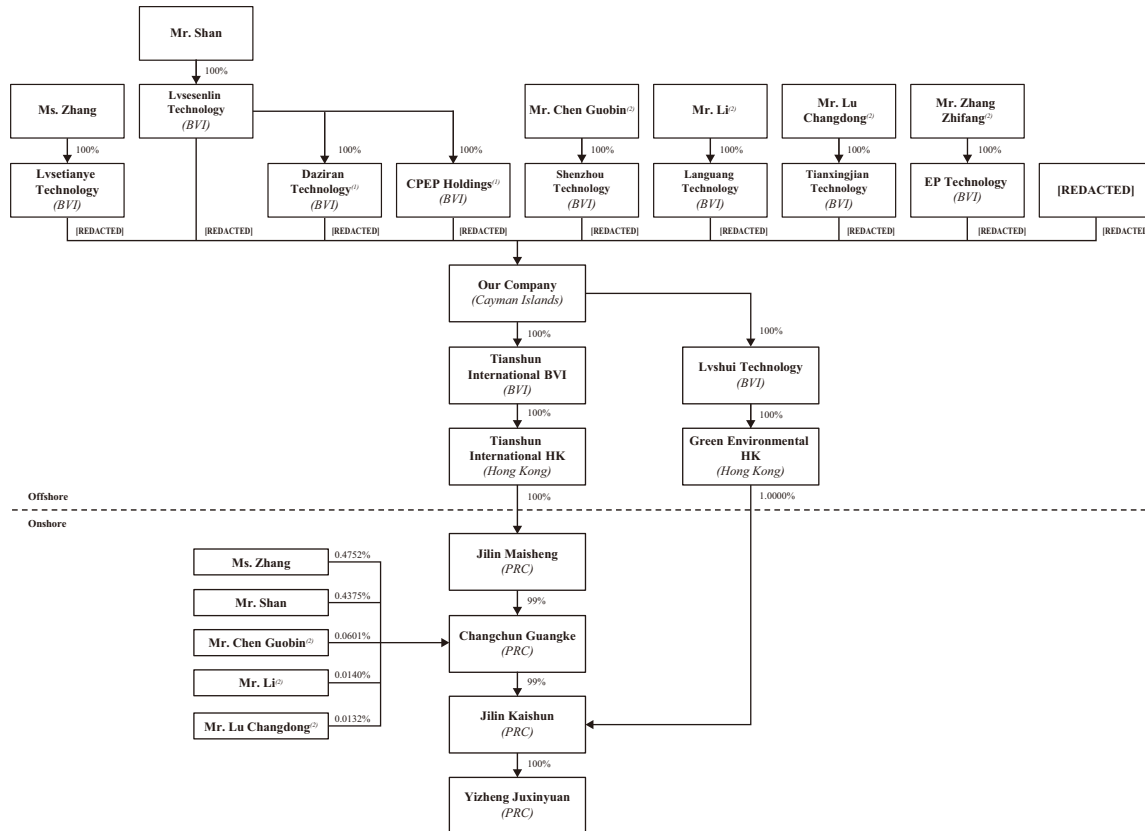 Mr. Shan
100%
Ms. Zhang
Lvsesenlin
Technology
(BVI)
Mr. Chen Guobin(2)
Mr. Li(2)
Mr. Lu
Changdong(2)
Mr. Zhang
Zhifang(2)
100%
100%
100%
100%
100%
100%
100%
Lvsetianye
Technology
(BVI)
Daziran
Technology(1)
(BVI)
CPEP Holdings(1)
(BVI)
Shenzhou
Technology
(BVI)
Languang
Technology
(BVI)
Tianxingjian
Technology
(BVI)
EP Technology
(BVI)
[REDACTED]
[REDACTED]
[REDACTED]
[REDACTED]
[REDACTED]
[REDACTED]
[REDACTED]
[REDACTED]
[REDACTED]
[REDACTED]
Our Company
(Cayman Islands)
100%
100%
Tianshun
International BVI
(BVI)
Lvshui Technology
(BVI)
100%
100%
Tianshun
International HK
(Hong Kong)
Green Environmental
HK
(Hong Kong)
Offshore
100%
1.0000%
Onshore
Jilin Maisheng
(PRC)
Ms. Zhang
0.4752%
99%
Mr. Shan
0.4375%
Changchun Guangke
(PRC)
Mr. Chen Guobin(2)
0.0601%
99%
Mr. Li(2)
0.0140%
Jilin Kaishun
(PRC)
Mr. Lu Changdong(2)
0.0132%
100%
Yizheng Juxinyuan
(PRC)